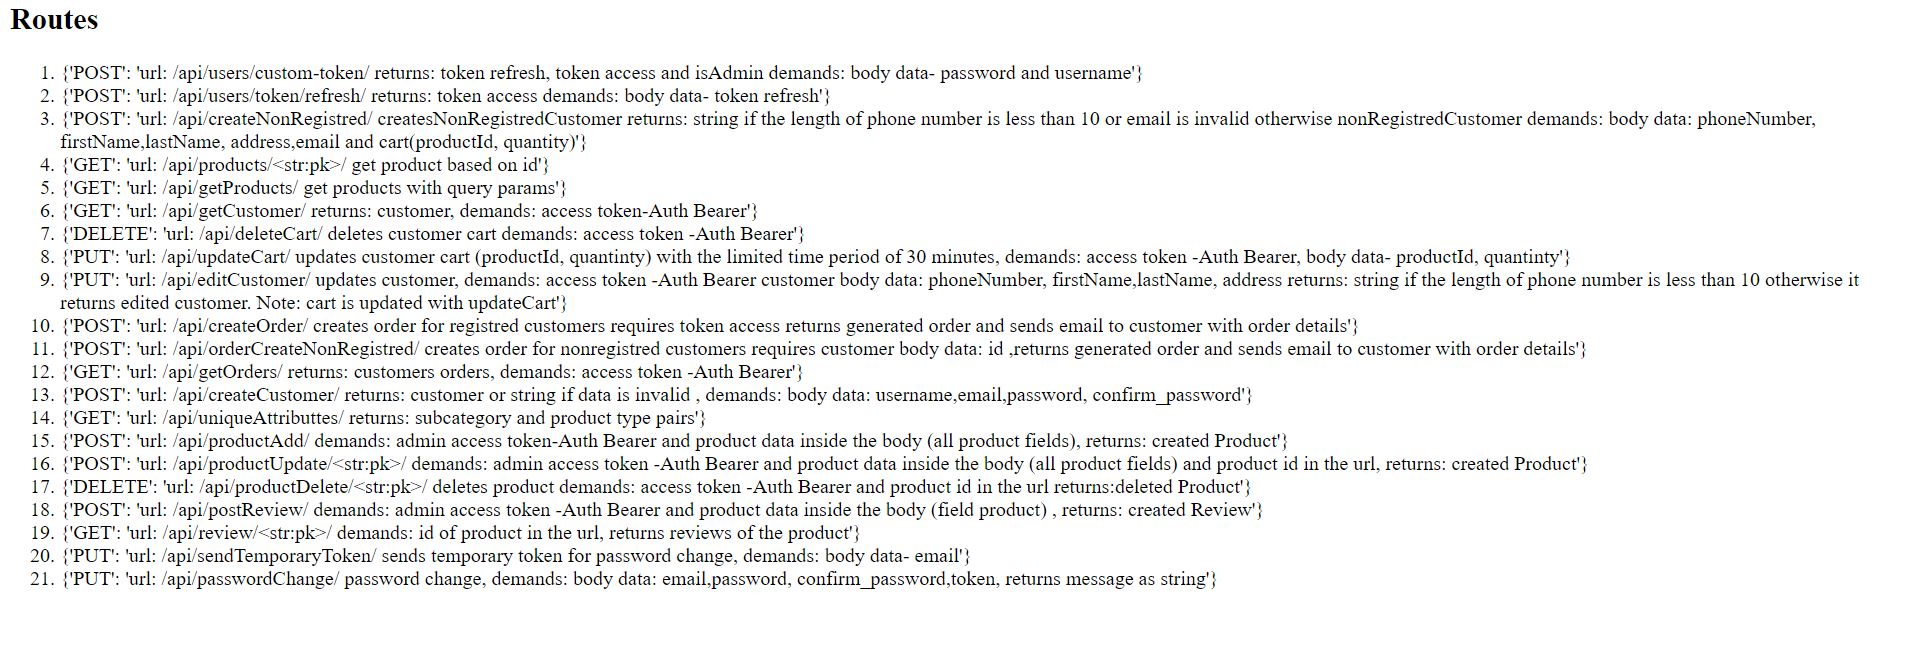 Routes
1. {'POST': 'url: /api/users/custom-token/ returns: token refresh, token access and isAdmin demands: body data- password and username'}
2. {'POST': 'url: /api/users/token/refresh/ returns: token access demands: body data- token refresh'}
3. {'POST': 'url: /api/createNonRegistred/ createsNonRegistredCustomer returns: string if the length of phone number is less than 10 or email is invalid otherwise nonRegistredCustomer demands: body data: phoneNumber,
firstName,lastName, address,email and cart(productId, quantity)'}
4. {'GET': 'url: /api/products/<str:pk>/ get product based on id'}
5. {'GET': 'url: /api/getProducts/ get products with query params'}
6. {'GET': 'url: /api/getCustomer/ returns: customer, demands: access token-Auth Bearer'}
7. {'DELETE': 'url: /api/deleteCart/ deletes customer cart demands: access token -Auth Bearer'}
8. {'PUT': 'url: /api/updateCart/ updates customer cart (productId, quantinty) with the limited time period of 30 minutes, demands: access token -Auth Bearer, body data- productId, quantinty'}
9. {'PUT': 'url: /api/editCustomer/ updates customer, demands: access token -Auth Bearer customer body data: phoneNumber, firstName,lastName, address returns: string if the length of phone number is less than 10 otherwise it
returns edited customer. Note: cart is updated with updateCart'}
10. {'POST': 'url: /api/createOrder/ creates order for registred customers requires token access returns generated order and sends email to customer with order details'}
11. {'POST': 'url: /api/orderCreateNonRegistred/ creates order for nonregistred customers requires customer body data: id ,returns generated order and sends email to customer with order details'}
12. {'GET': 'url: /api/getOrders/ returns: customers orders, demands: access token -Auth Bearer'}
13. {'POST': 'url: /api/createCustomer/ returns: customer or string if data is invalid , demands: body data: username,email,password, confirm_password'}
14. {'GET': 'url: /api/uniqueAttributtes/ returns: subcategory and product type pairs'}
15. {'POST': 'url: /api/productAdd/ demands: admin access token-Auth Bearer and product data inside the body (all product fields), returns: created Product'}
16. {'POST': 'url: /api/productUpdate/<str:pk>/ demands: admin access token -Auth Bearer and product data inside the body (all product fields) and product id in the url, returns: created Product'}
17. {'DELETE': 'url: /api/productDelete/<str:pk>/ deletes product demands: access token -Auth Bearer and product id in the url returns:deleted Product'}
18. {'POST': 'url: /api/postReview/ demands: admin access token -Auth Bearer and product data inside the body (field product) , returns: created Review'}
19. {'GET': 'url: /api/review/<str:pk>/ demands: id of product in the url, returns reviews of the product'}
20. {'PUT': 'url: /api/sendTemporaryToken/ sends temporary token for password change, demands: body data- email'}
21. {'PUT': 'url: /api/passwordChange/ password change, demands: body data: email,password, confirm_password,token, returns message as string'}